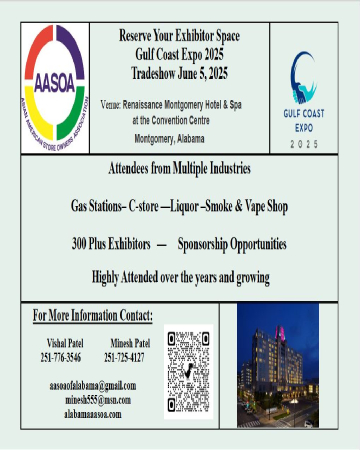 Reserve Your Exhibitor Space
Gulf Coast Expo 2025
Tradeshow June 5, 2025
AASOA
ASIAN AMERICAN STORE OWNERS ASSOCIATION
Venue: Renaissance Montgomery Hotel & Spa
at the Convention Centre
Montgomery, Alabama
GULF COAST
EXPO
2025
Attendees from Multiple Industries
Gas Stations– C-store —Liquor –Smoke & Vape Shop
300 Plus Exhibitors — Sponsorship Opportunities
Highly Attended over the years and growing
For More Information Contact:
Vishal Patel Minesh Patel
251-776-3546 251-725-4127
aasoaofalabama@gmail.com
minesh555@msn.com
alabamaaasoa.com